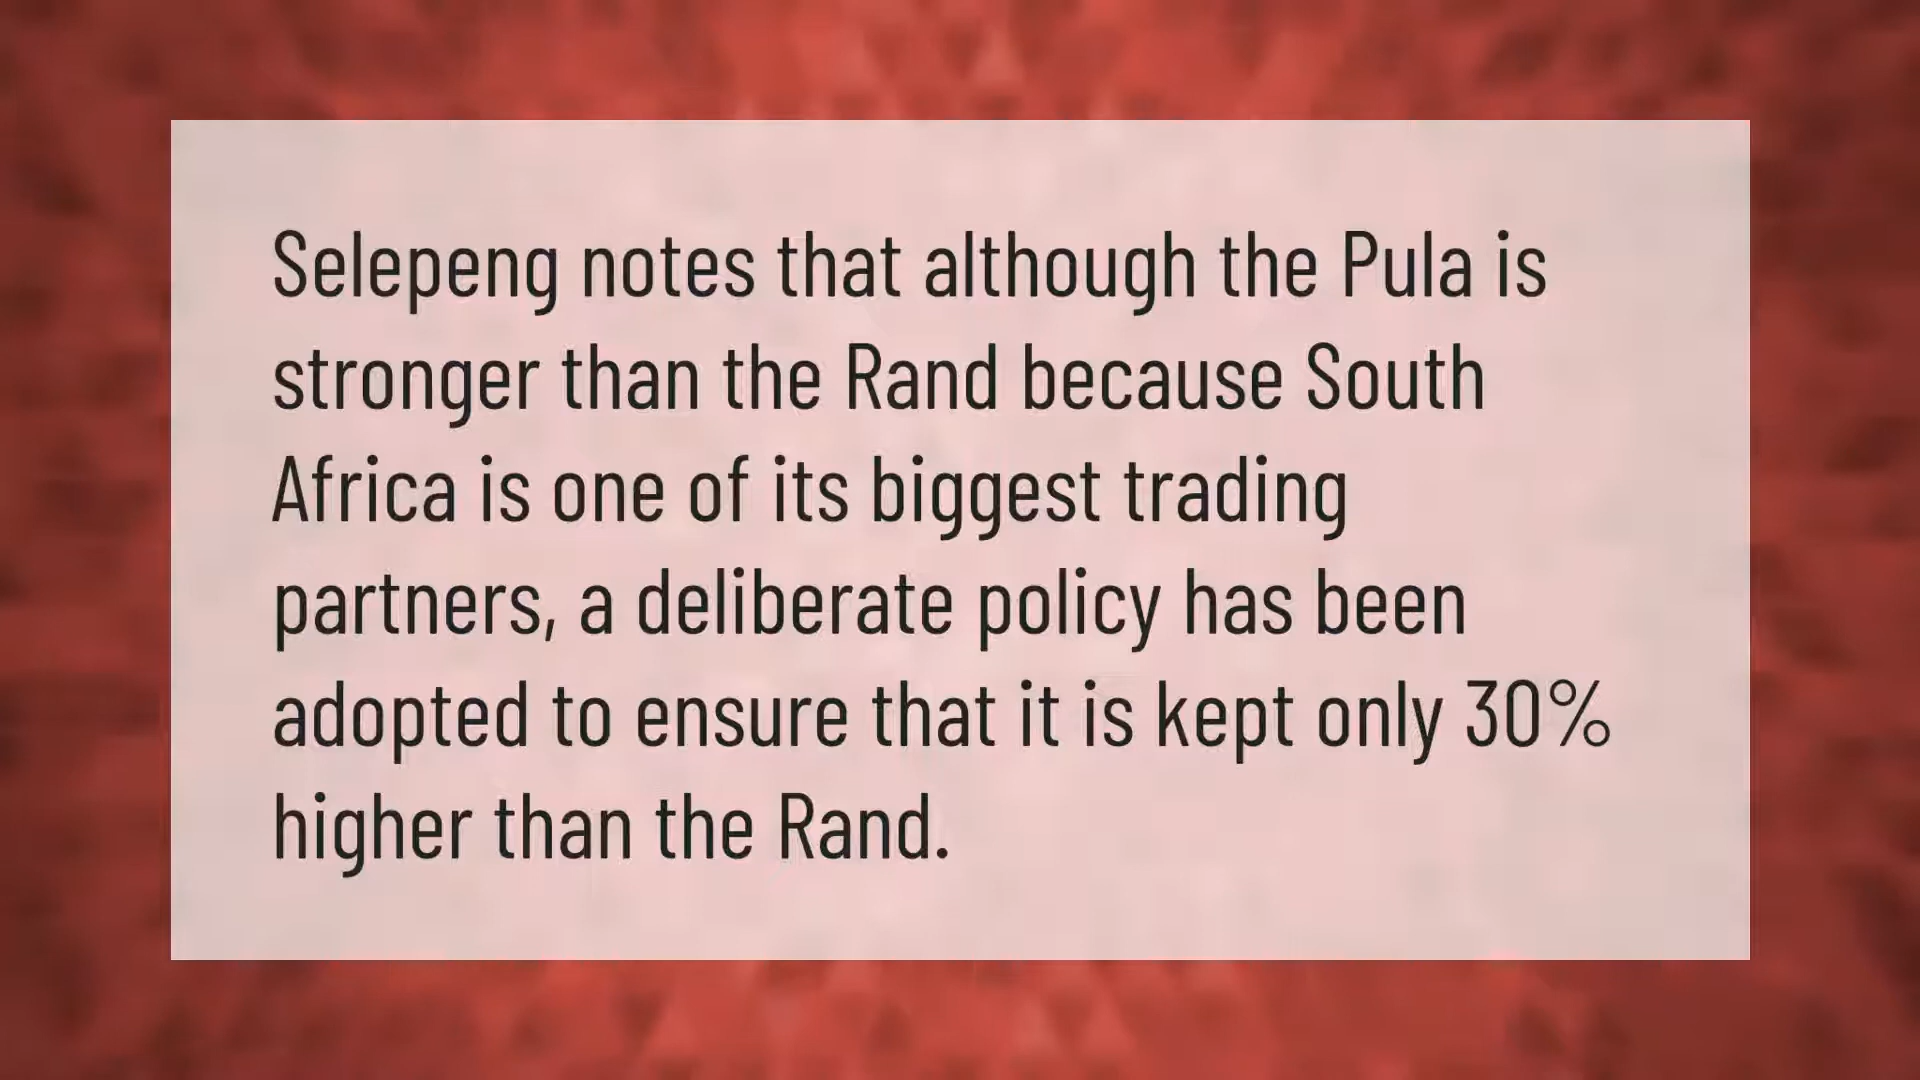 Selepeng notes that although the Pula is
stronger than the Rand because South
Africa is one of its biggest trading
partners, a deliberate policy has been
adopted to ensure that it is kept only 30%
higher than the Rand.